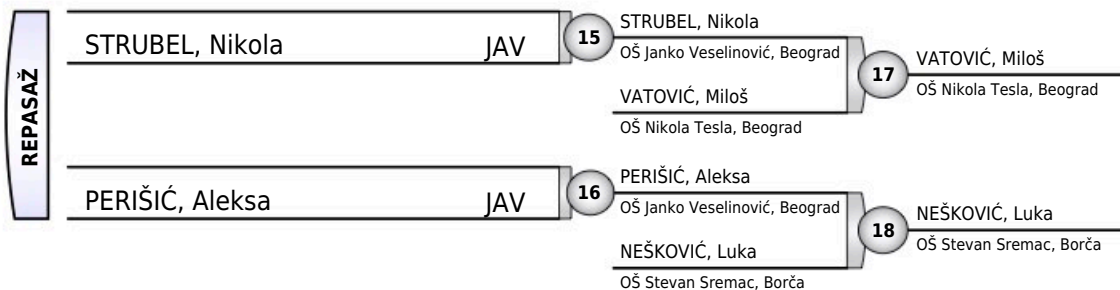 REPASAŽ
STRUBEL, Nikola JAV
15
STRUBEL, Nikola
OŠ Janko Veselinović, Beograd
VATOVIĆ, Miloš
OŠ Nikola Tesla, Beograd
17
VATOVIĆ, Miloš
OŠ Nikola Tesla, Beograd
PERIŠIĆ, Aleksa JAV
16
PERIŠIĆ, Aleksa
OŠ Janko Veselinović, Beograd
NEŠKOVIĆ, Luka
OŠ Stevan Sremac, Borča
18
NEŠKOVIĆ, Luka
OŠ Stevan Sremac, Borča